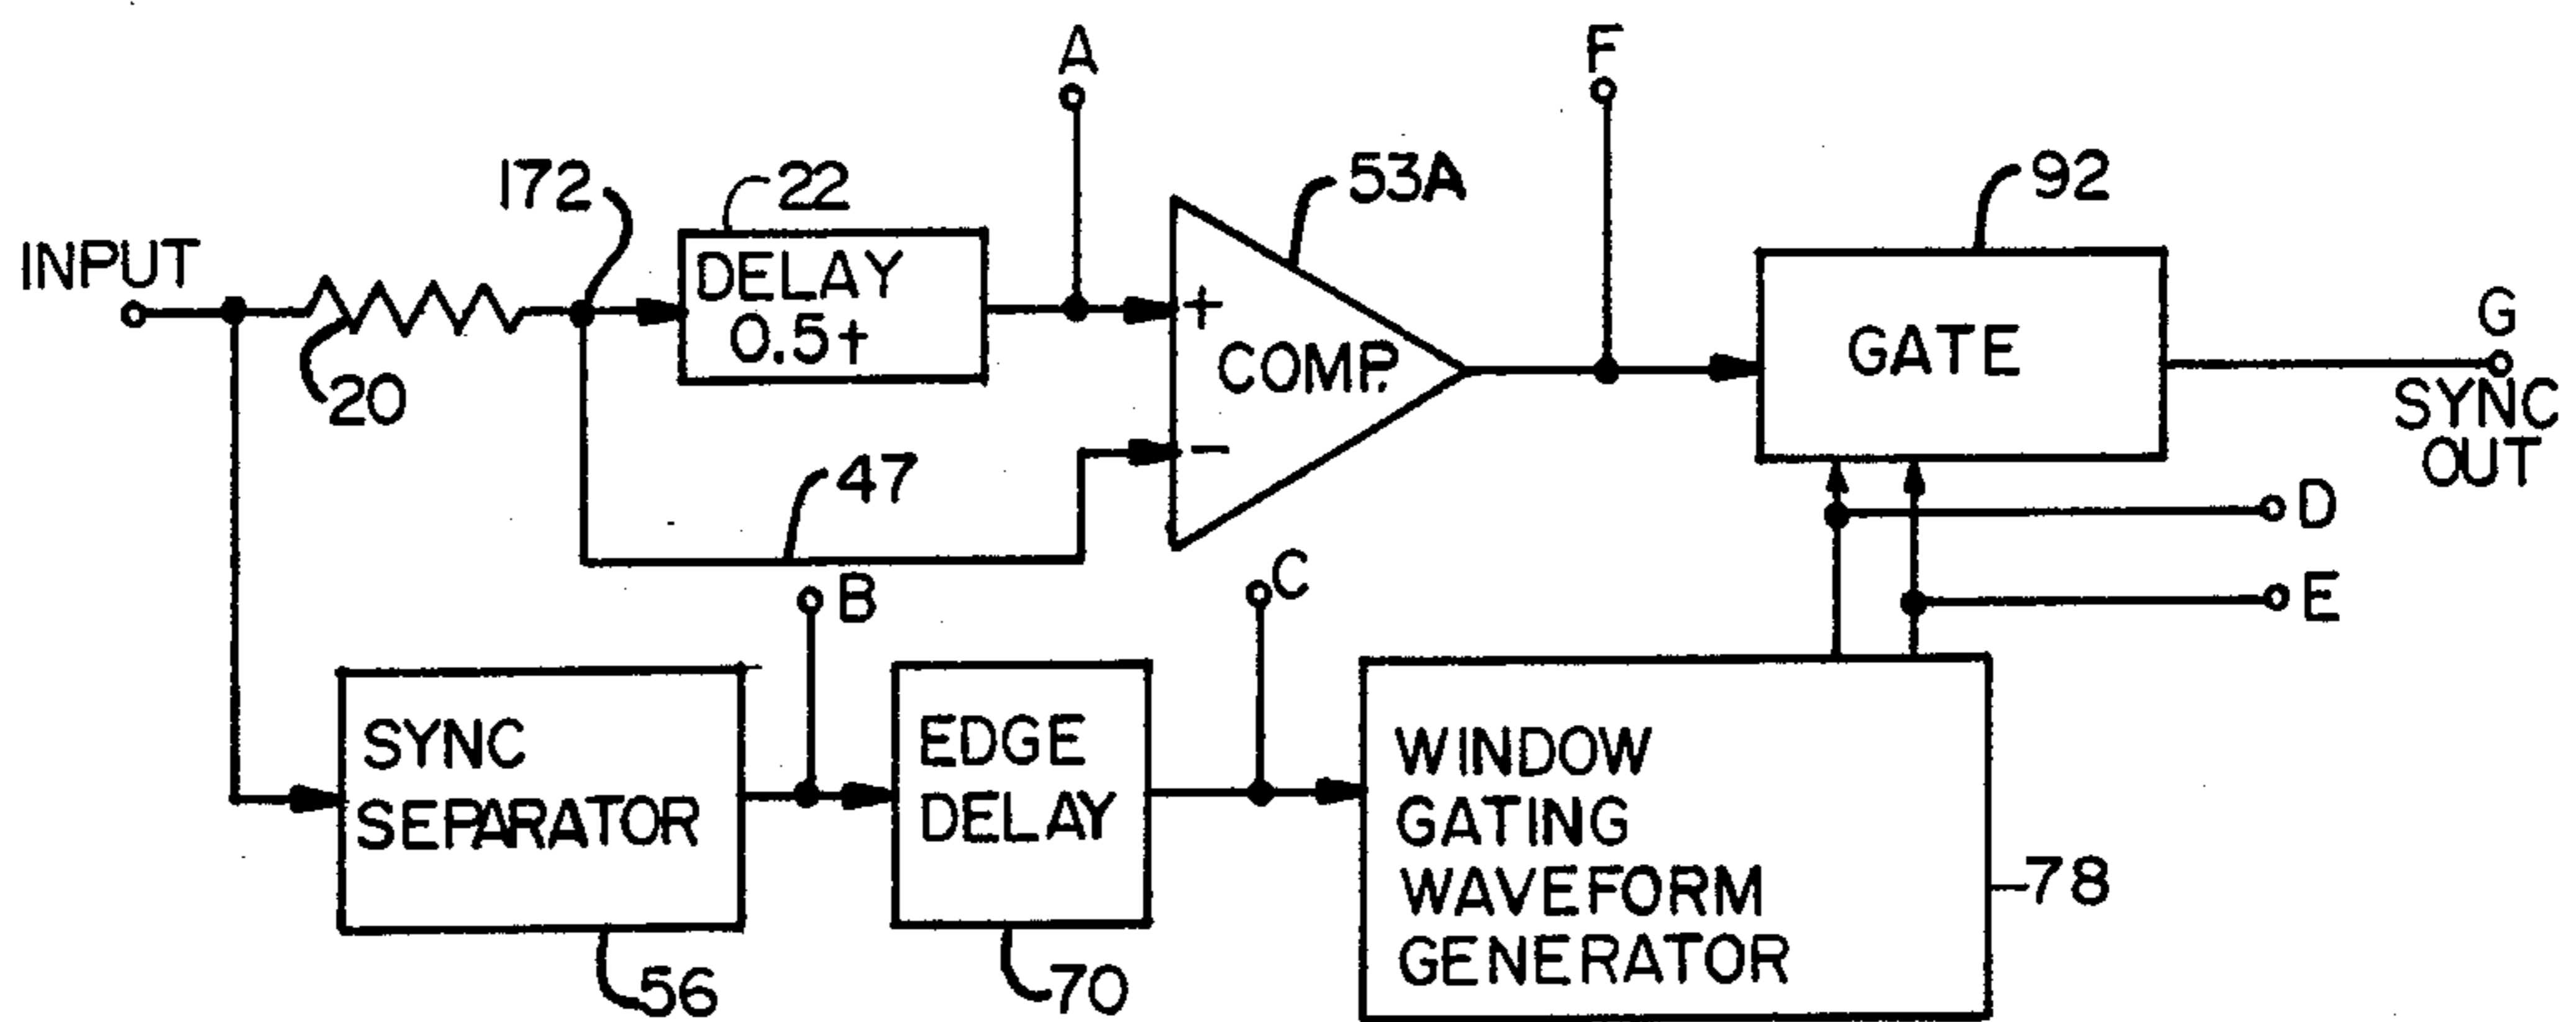 A
F
53A
92
172
22
INPUT
DELAY
0.5t
+
COMP.
-
GATE
G
SYNC
OUT
20
47
B
C
D
E
SYNC
SEPARATOR
EDGE
DELAY
WINDOW
GATING
WAVEFORM
GENERATOR
78
56
70